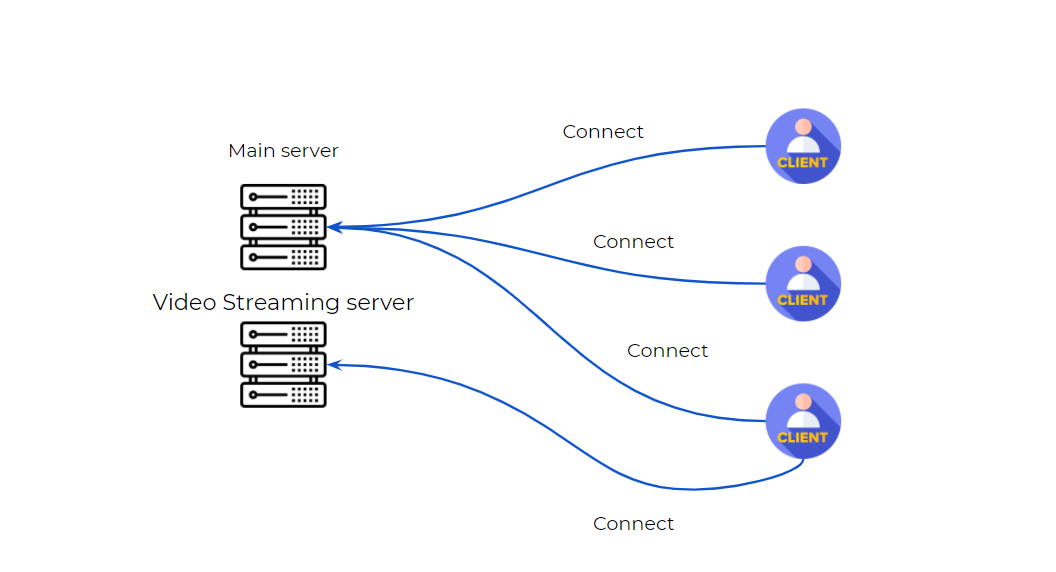 Connect
CLIENT
Main server
Connect
CLIENT
Video Streaming server
Connect
CLIENT
Connect